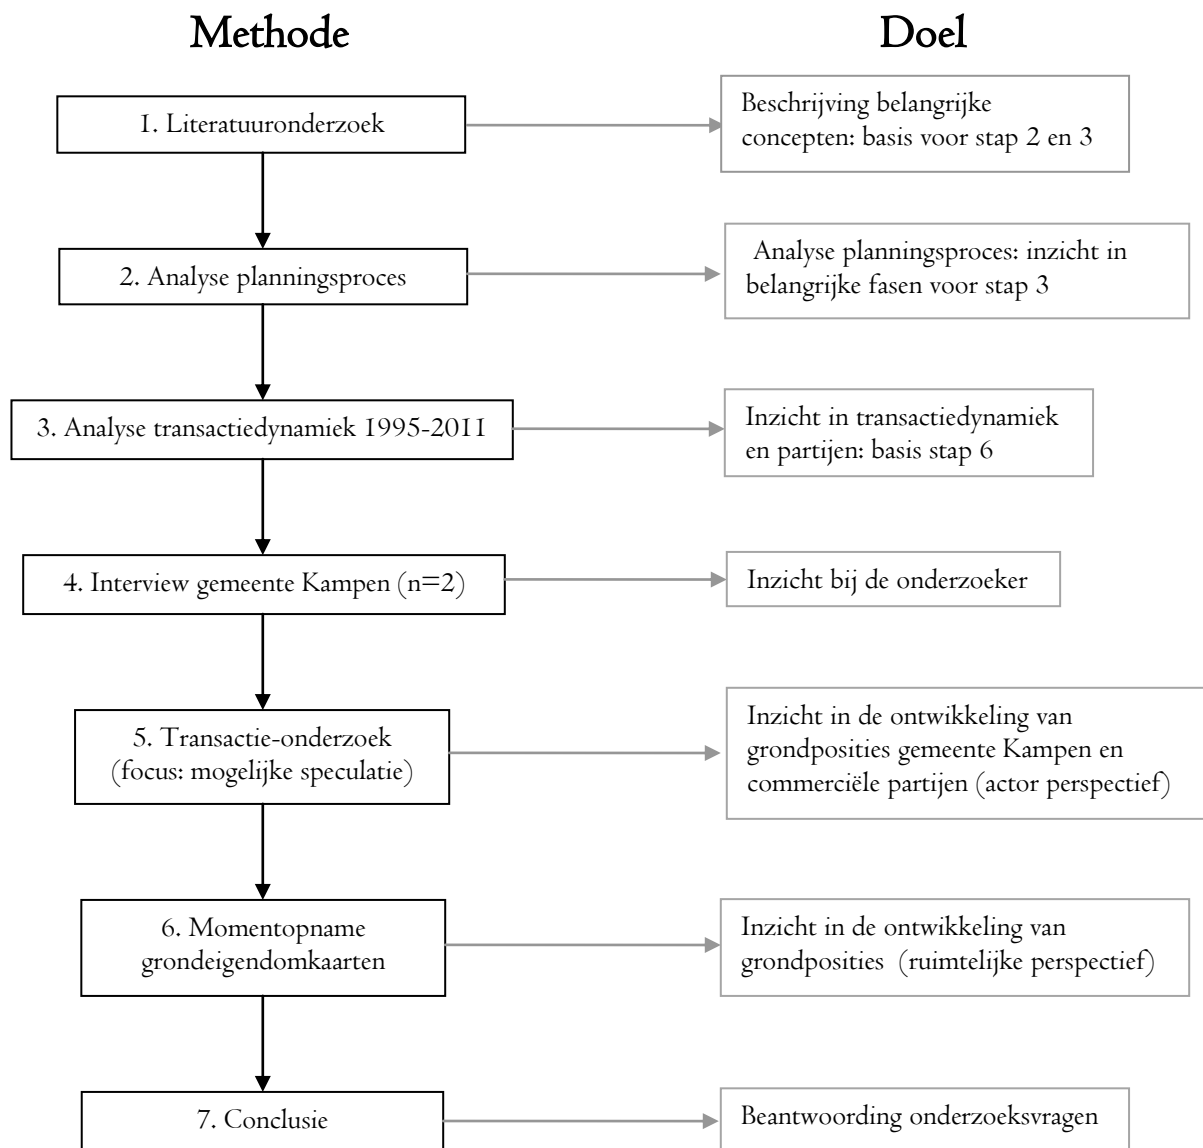 Methode
Doel
1. Literatuuronderzoek
Beschrijving belangrijke
concepten: basis voor stap 2 en 3
2. Analyse planningsproces
Analyse planningsproces: inzicht in
belangrijke fasen voor stap 3
3. Analyse transactiedynamiek 1995-2011
Inzicht in transactiedynamiek
en partijen: basis stap 6
4. Interview gemeente Kampen (n=2)
Inzicht bij de onderzoeker
5. Transactie-onderzoek
(focus: mogelijke speculatie)
Inzicht in de ontwikkeling van
grondposities gemeente Kampen en
commerciële partijen (actor perspectief)
6. Momentopname
grondeigendomkaarten
Inzicht in de ontwikkeling van
grondposities (ruimtelijke perspectief)
7. Conclusie
Beantwoording onderzoeksvragen